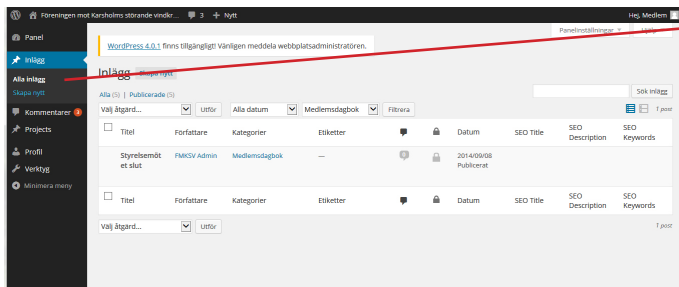 Föreningen mot Karsholms störande vindkr... 3 + Nytt Hej, Medlem
Panel
Panelinställningar
WordPress 4.0.1 finns tillgängligt! Vänligen meddela webbplatsadministratören.
Inlägg
Inlägg Skapa nytt
Alla inlägg
Skapa nytt
Alla (5) | Publicerade (5)
Sök inlägg
Välj åtgärd... Utför Alla datum Medlemsdagbok Filtrera 1 post
Kommentarer
Projects
Titel Författare Kategorier Etiketter Datum SEO Title SEO Description SEO Keywords
Profil
Verktyg
Minimera meny
Styrelsemöt et slut FMKSV Admin Medlemsdagbok — 0 2014/09/08 Publicerat
Titel Författare Kategorier Etiketter Datum SEO Title SEO Description SEO Keywords
Välj åtgärd... Utför 1 post